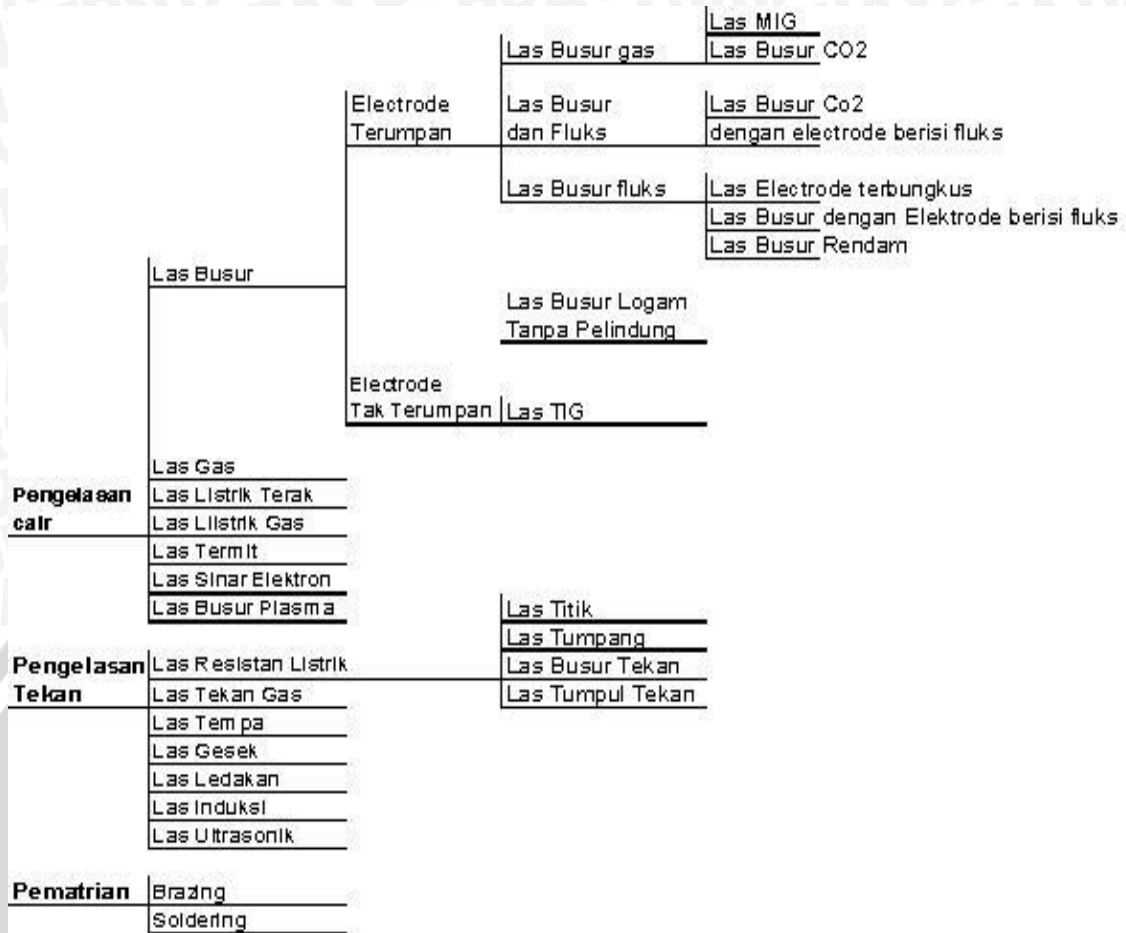 Las MIG
Las Busur gas
Las Busur CO2
Electrode
Terumpan
Las Busur
dan Fluks
Las Busur Co2
dengan electrode berisi fluks
Las Busur fluks
Las Electrode terbungkus
Las Busur dengan Elektrode berisi fluks
Las Busur Rendam
Las Busur
Las Busur Logam
Tanpa Pelindung
Electrode
Tak Terumpan
Las TIG
Pengelasan
cair
Las Gas
Las Listrik Terak
Las LIistrik Gas
Las Termit
Las Sinar Elektron
Las Busur Plasma
Pengelasan
Tekan
Las Resistan Listrik
Las Titik
Las Tumpang
Las Busur Tekan
Las Tumpul Tekan
Las Tekan Gas
Las Tempa
Las Gesek
Las Ledakan
Las Induksi
Las Ultrasonik
Pematrian
Brazing
Soldering